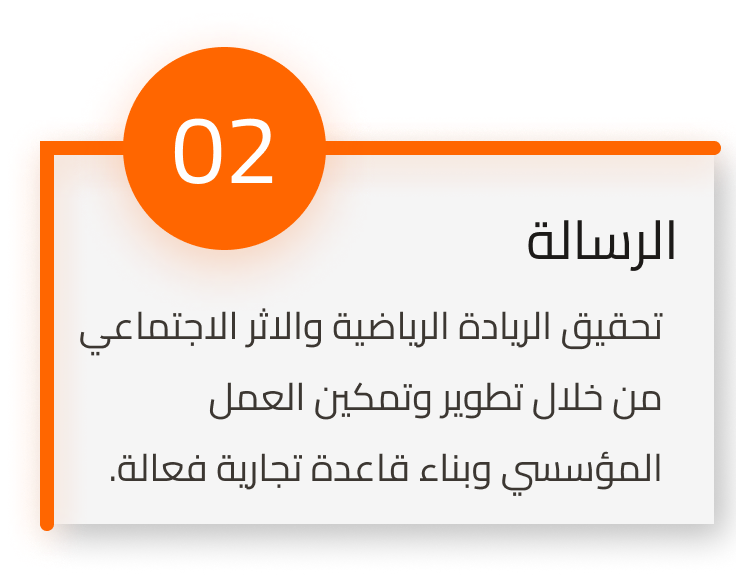 02
الرسالة
تحقيق الريادة الرياضية والاثر الاجتماعي
من خلال تطوير وتمكين العمل
المؤسسي وبناء قاعدة تجارية فعالة.